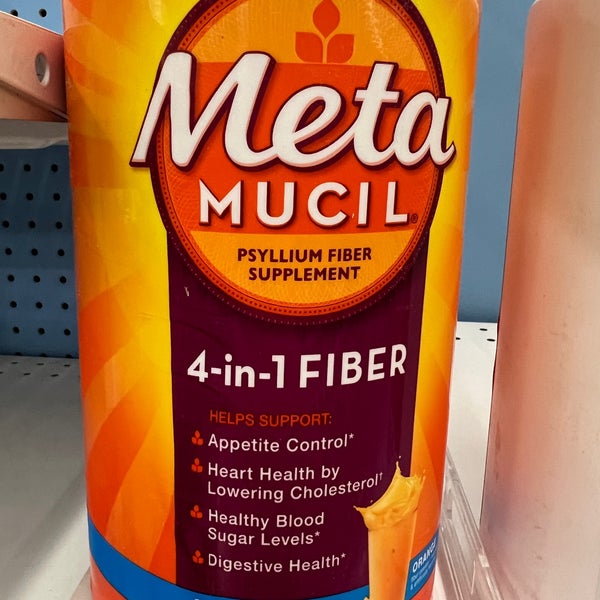 Meta
MUCIL®
PSYLLIUM FIBER
SUPPLEMENT
4-in-1 FIBER
HELPS SUPPORT:
Appetite Control*
Heart Health by
Lowering Cholesterol†
Healthy Blood
Sugar Levels*
Digestive Health*